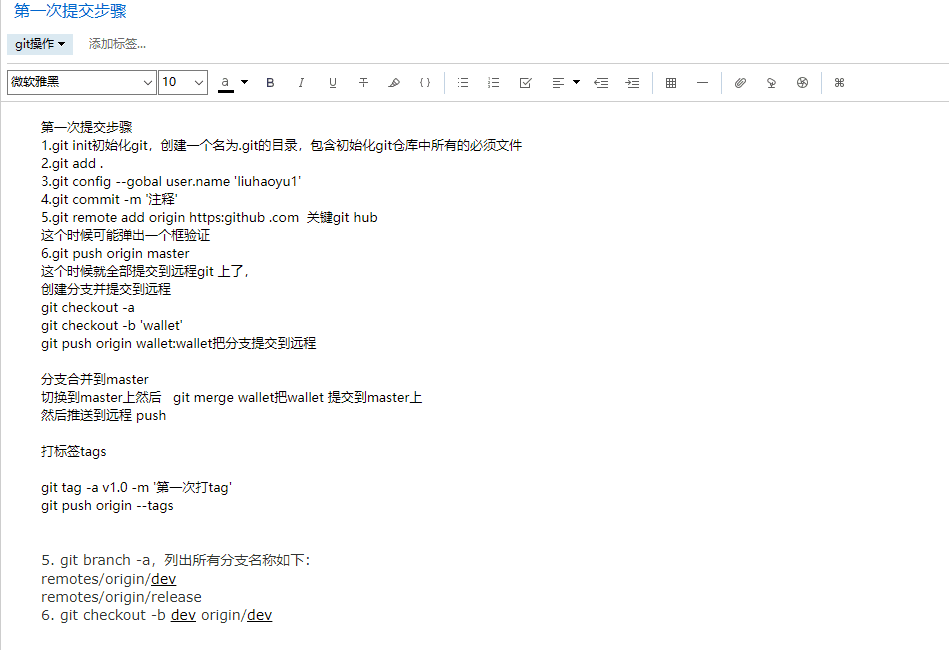 第一次提交步骤
git操作 添加标签...
微软雅黑 10 a B I U T { }
第一次提交步骤
1.git init初始化git，创建一个名为.git的目录，包含初始化git仓库中所有的必须文件
2.git add .
3.git config --gobal user.name 'liuhaoyu1'
4.git commit -m '注释'
5.git remote add origin https:github .com  关键git hub
这个时候可能弹出一个框验证
6.git push origin master
这个时候就全部提交到远程git 上了，
创建分支并提交到远程
git checkout -a
git checkout -b 'wallet'
git push origin wallet:wallet把分支提交到远程
分支合并到master
切换到master上然后   git merge wallet把wallet 提交到master上
然后推送到远程 push
打标签tags
git tag -a v1.0 -m '第一次打tag'
git push origin --tags
5. git branch -a，列出所有分支名称如下：
remotes/origin/dev
remotes/origin/release
6. git checkout -b dev origin/dev